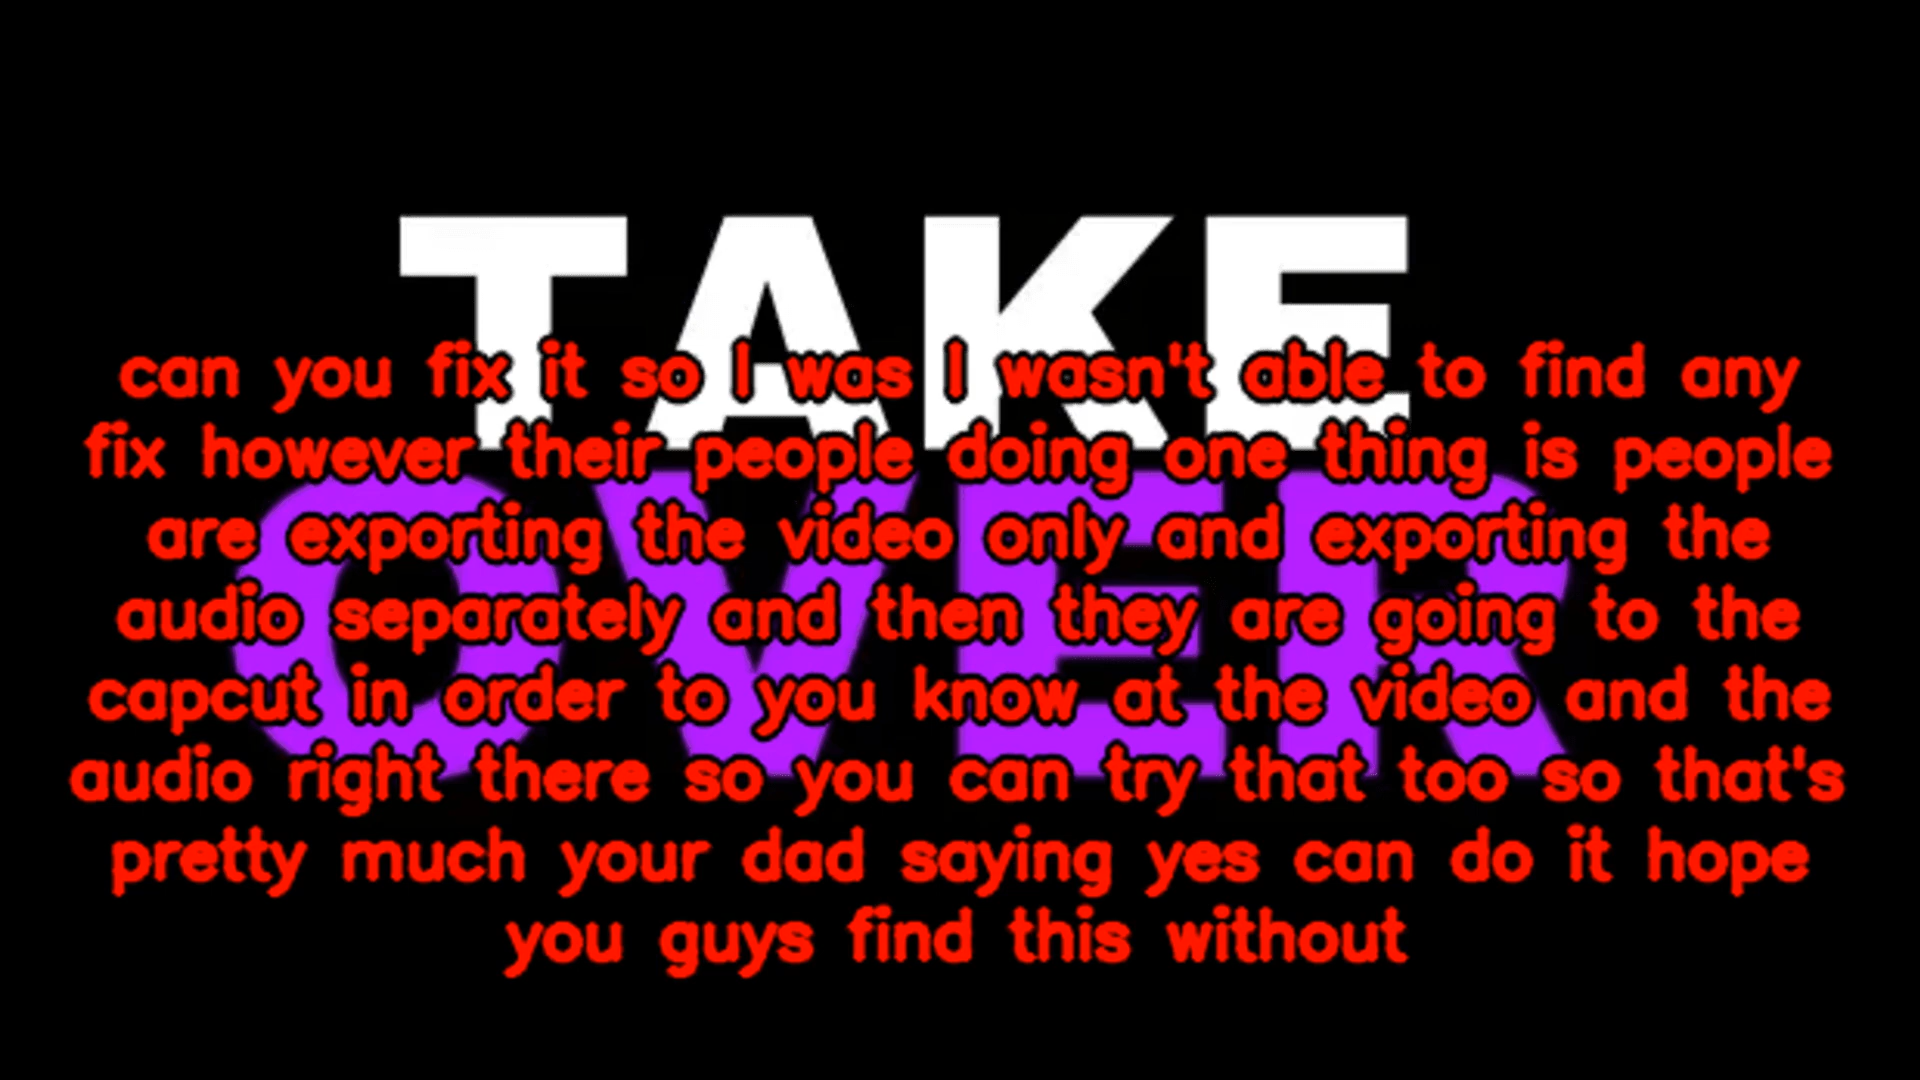 TAKE
OVER
can you fix it so I was I wasn't able to find any
fix however their people doing one thing is people
are exporting the video only and exporting the
audio separately and then they are going to the
capcut in order to you know at the video and the
audio right there so you can try that too so that's
pretty much your dad saying yes can do it hope
you guys find this without